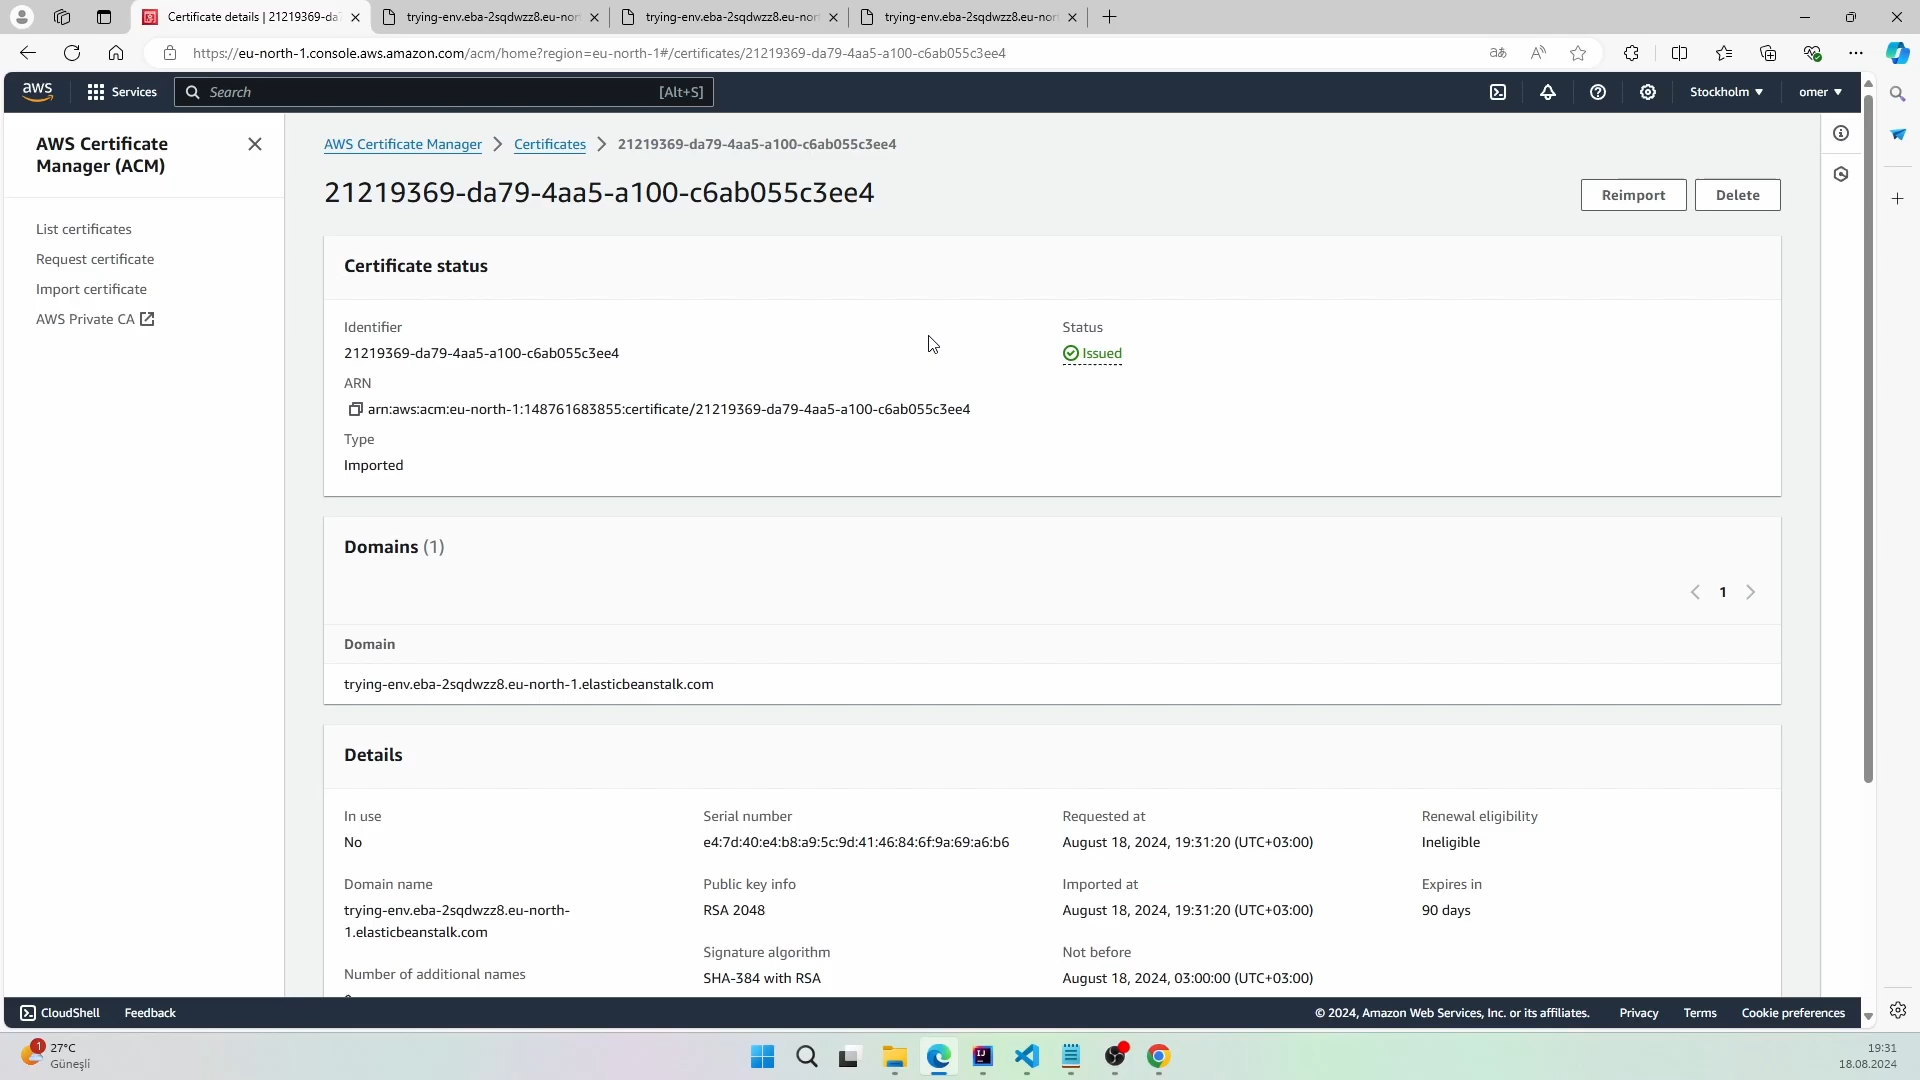 Certificate details | 21219369-da7
trying-env.eba-2sqdwzz8.eu-nor
trying-env.eba-2sqdwzz8.eu-nor
trying-env.eba-2sqdwzz8.eu-nor
https://eu-north-1.console.aws.amazon.com/acm/home?region=eu-north-1#/certificates/21219369-da79-4aa5-a100-c6ab055c3ee4
aws
Services
Search
[Alt+S]
Stockholm
omer
AWS Certificate
Manager (ACM)
List certificates
Request certificate
Import certificate
AWS Private CA
AWS Certificate Manager
Certificates
21219369-da79-4aa5-a100-c6ab055c3ee4
21219369-da79-4aa5-a100-c6ab055c3ee4
Reimport
Delete
Certificate status
Identifier
21219369-da79-4aa5-a100-c6ab055c3ee4
Status
Issued
ARN
arn:aws:acm:eu-north-1:148761683855:certificate/21219369-da79-4aa5-a100-c6ab055c3ee4
Type
Imported
Domains (1)
1
Domain
trying-env.eba-2sqdwzz8.eu-north-1.elasticbeanstalk.com
Details
In use
No
Serial number
e4:7d:40:e4:b8:a9:5c:9d:41:46:84:6f:9a:69:a6:b6
Requested at
August 18, 2024, 19:31:20 (UTC+03:00)
Renewal eligibility
Ineligible
Domain name
trying-env.eba-2sqdwzz8.eu-north-
1.elasticbeanstalk.com
Public key info
RSA 2048
Imported at
August 18, 2024, 19:31:20 (UTC+03:00)
Expires in
90 days
Number of additional names
Signature algorithm
SHA-384 with RSA
Not before
August 18, 2024, 03:00:00 (UTC+03:00)
CloudShell
Feedback
© 2024, Amazon Web Services, Inc. or its affiliates.
Privacy
Terms
Cookie preferences
1
27°C
Güneşli
19:31
18.08.2024